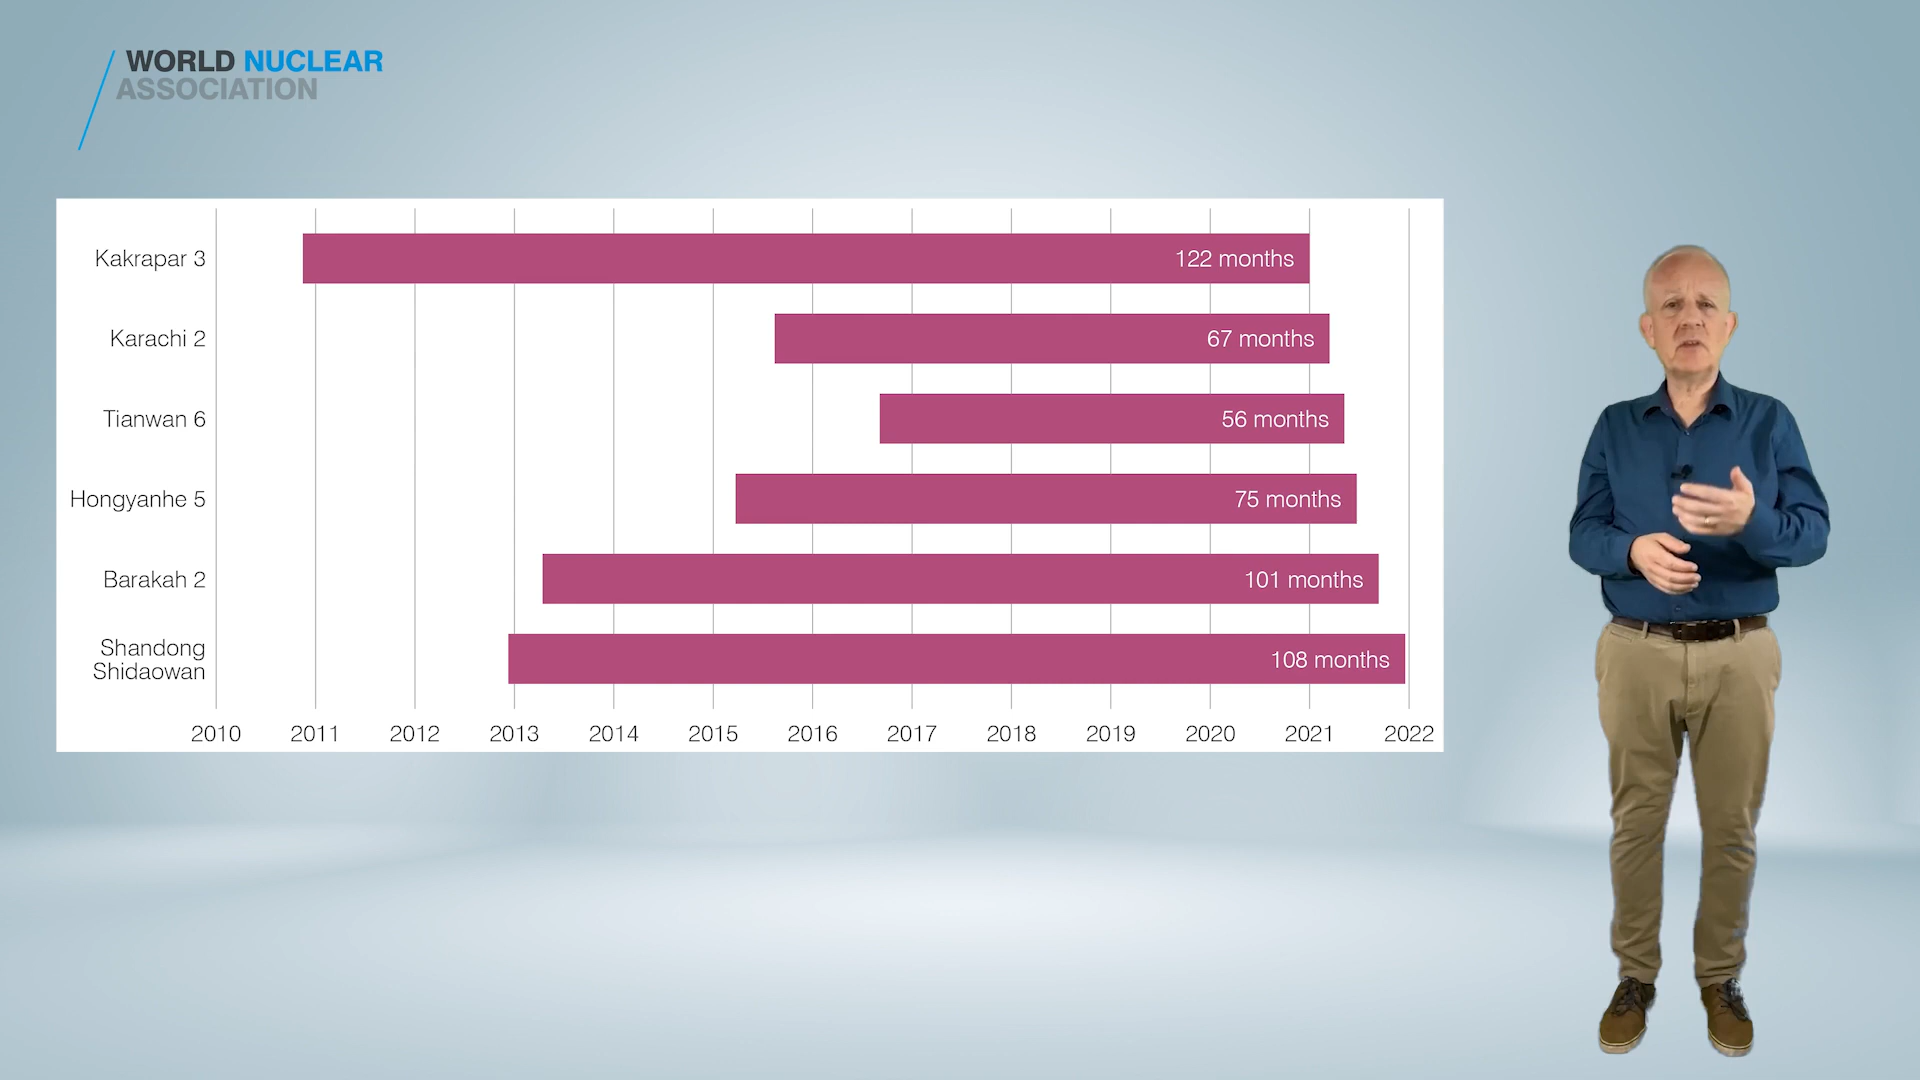 WORLD NUCLEAR
ASSOCIATION
Kakrapar 3
122 months
Karachi 2
67 months
Tianwan 6
56 months
Hongyanhe 5
75 months
Barakah 2
101 months
Shandong
Shidaowan
108 months
2010 2011 2012 2013 2014 2015 2016 2017 2018 2019 2020 2021 2022